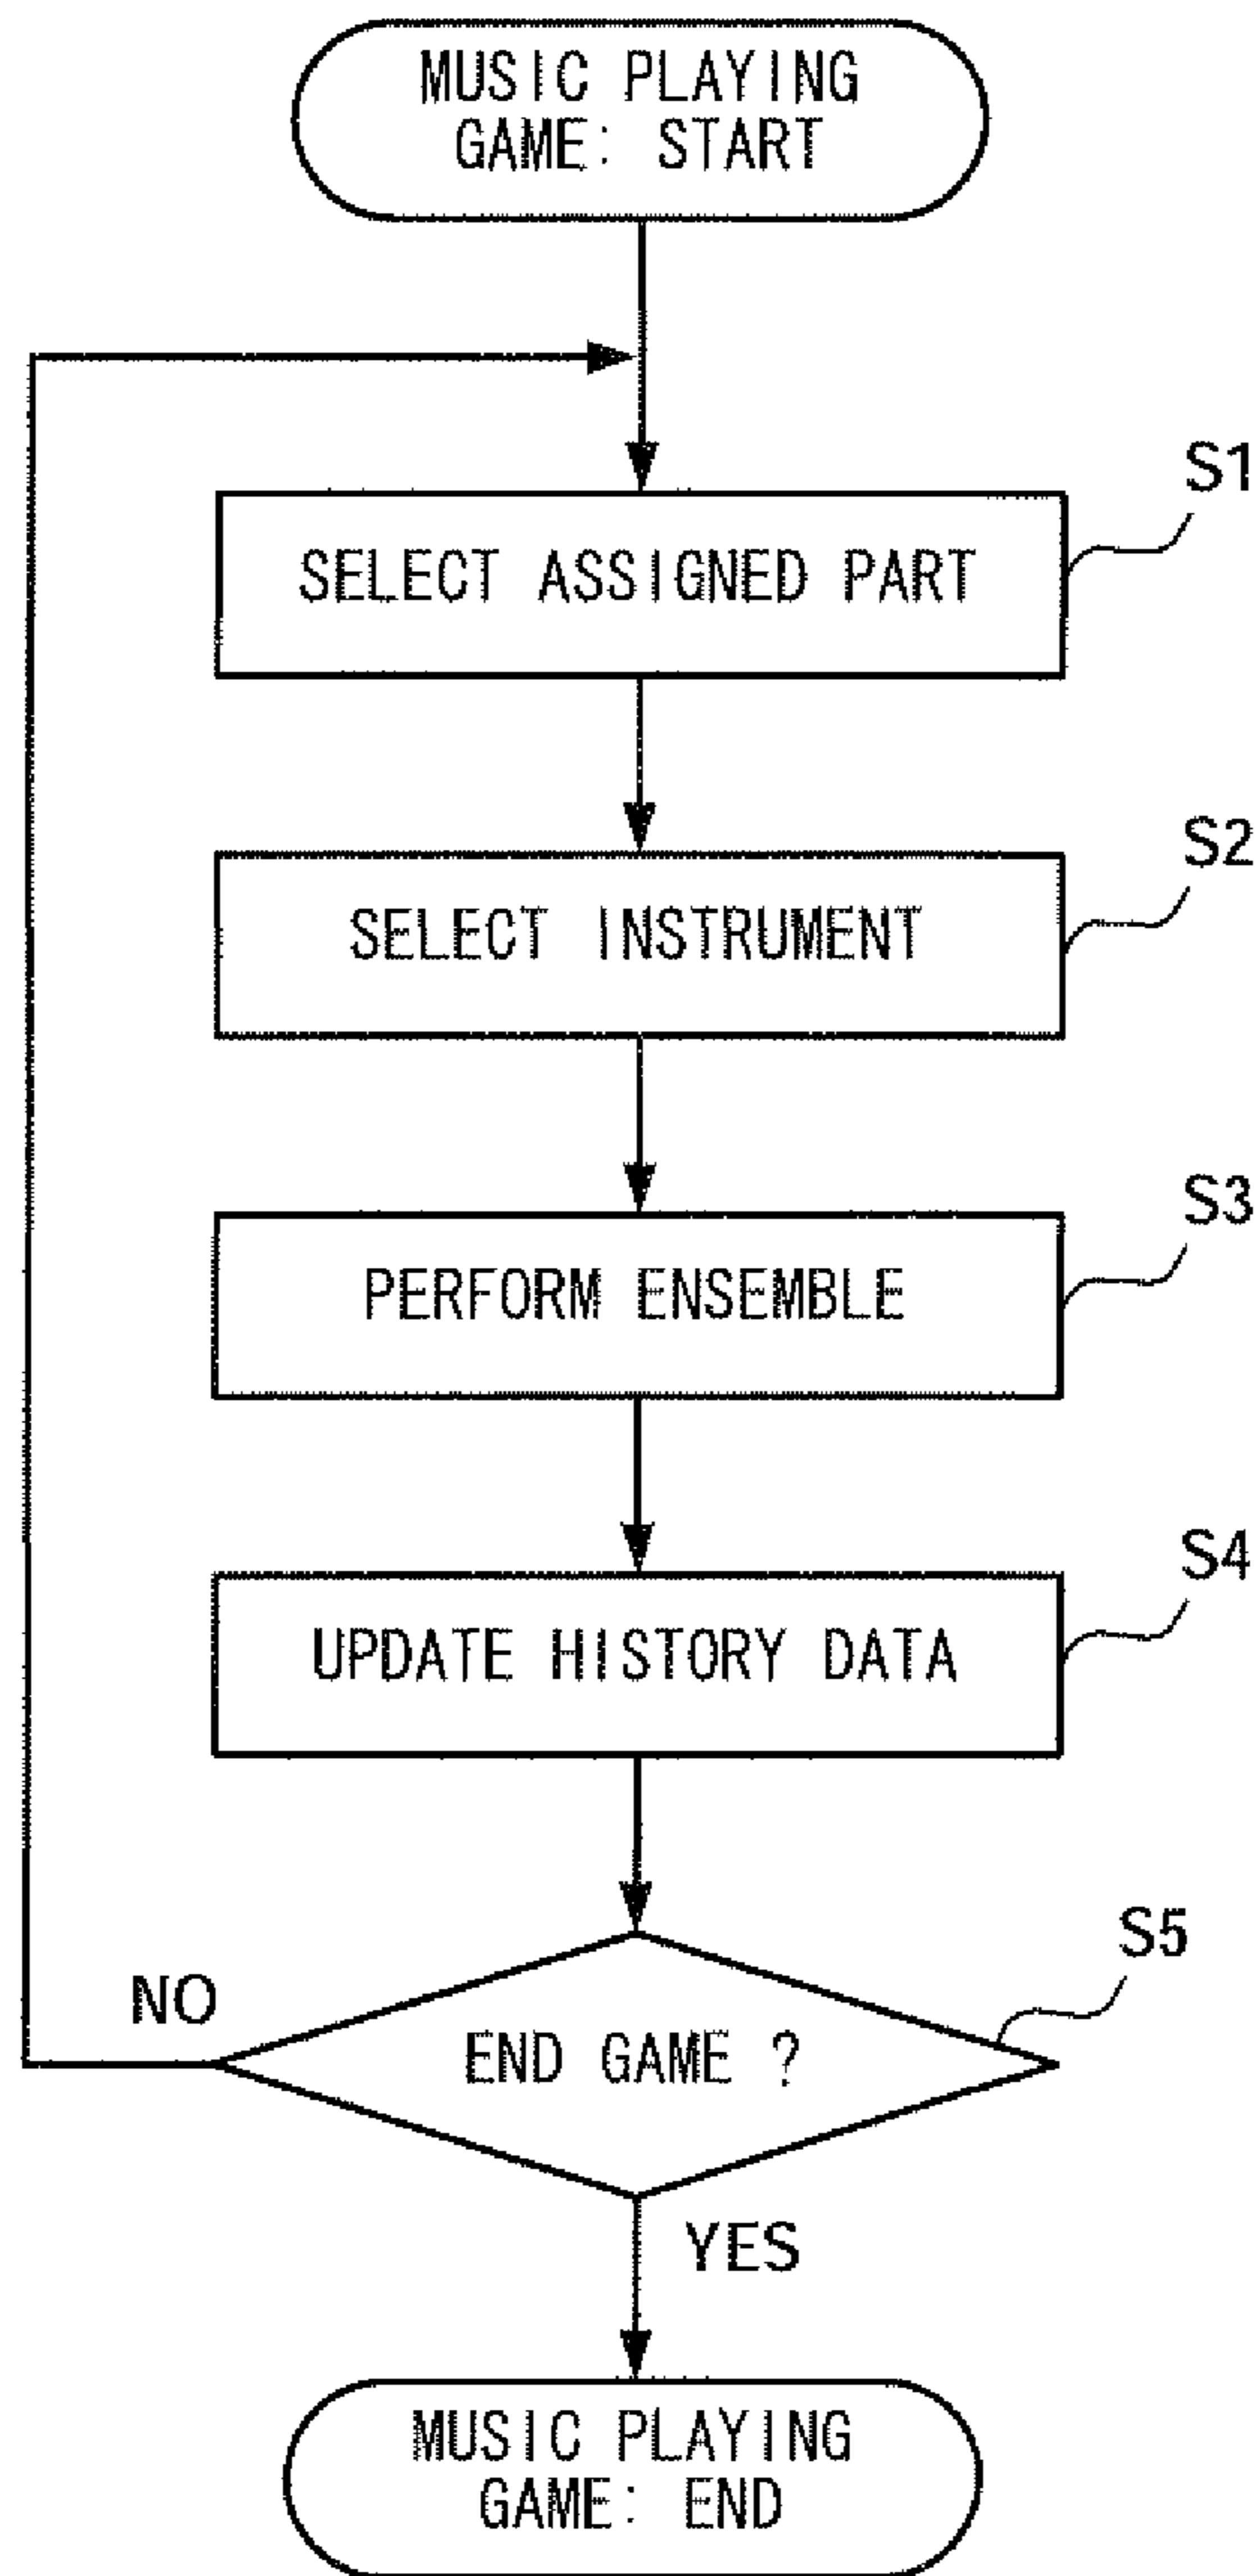 MUSIC PLAYING
GAME: START
S1
SELECT ASSIGNED PART
S2
SELECT INSTRUMENT
S3
PERFORM ENSEMBLE
S4
UPDATE HISTORY DATA
S5
NO
END GAME ?
YES
MUSIC PLAYING
GAME: END